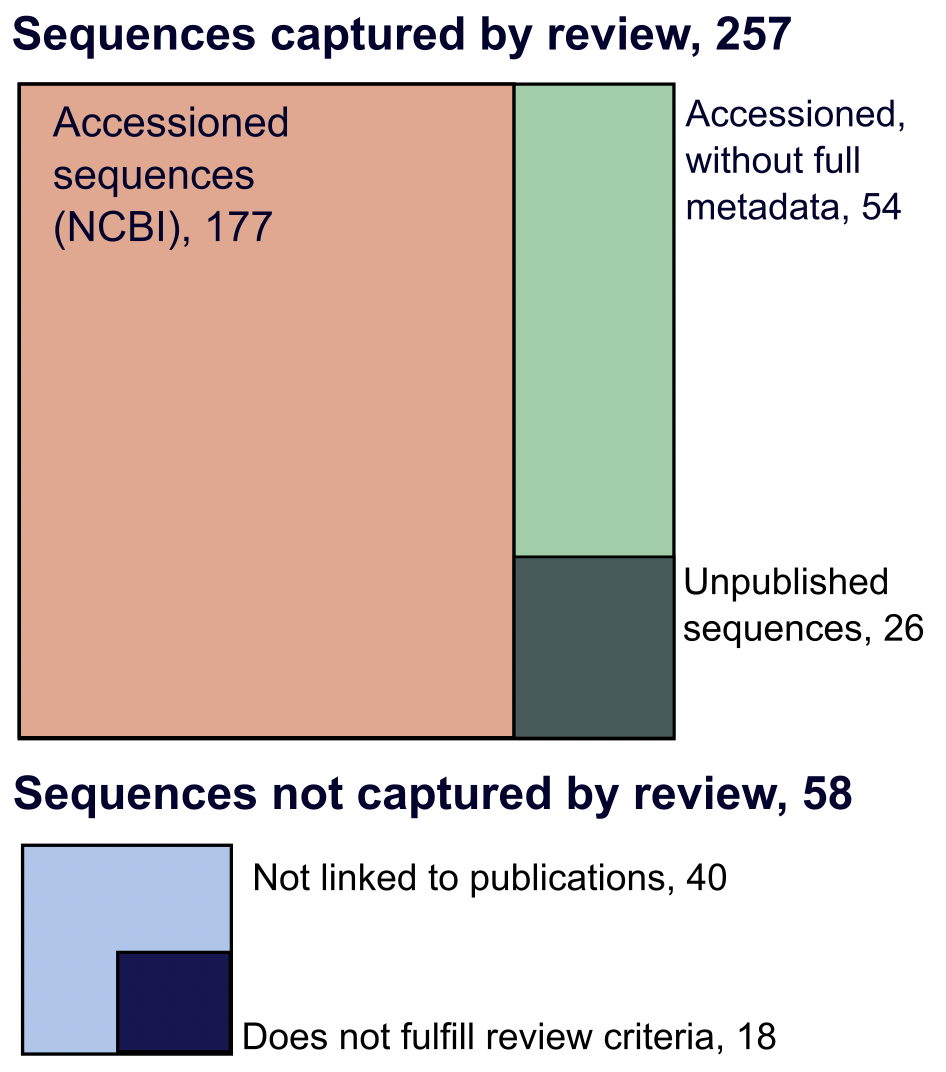 Sequences captured by review, 257
Accessioned
sequences
(NCBI), 177
Accessioned,
without full
metadata, 54
Unpublished
sequences, 26
Sequences not captured by review, 58
Not linked to publications, 40
Does not fulfill review criteria, 18